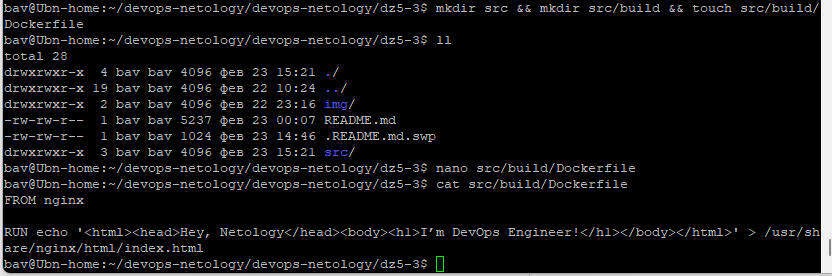 bav@Ubn-home:~/devops-netology/devops-netology/dz5-3$ mkdir src && mkdir src/build && touch src/build/
Dockerfile
bav@Ubn-home:~/devops-netology/devops-netology/dz5-3$ ll
total 28
drwxrwxr-x  4 bav bav 4096 фев 23 15:21 ./
drwxrwxr-x 19 bav bav 4096 фев 22 10:24 ../
drwxrwxr-x  2 bav bav 4096 фев 22 23:16 img/
-rw-rw-r--  1 bav bav 5237 фев 23 00:07 README.md
-rw-rw-r--  1 bav bav 1024 фев 23 14:46 .README.md.swp
drwxrwxr-x  3 bav bav 4096 фев 23 15:21 src/
bav@Ubn-home:~/devops-netology/devops-netology/dz5-3$ nano src/build/Dockerfile
bav@Ubn-home:~/devops-netology/devops-netology/dz5-3$ cat src/build/Dockerfile
FROM nginx
RUN echo '<html><head>Hey, Netology</head><body><h1>I’m DevOps Engineer!</h1></body></html>' > /usr/sh
are/nginx/html/index.html
bav@Ubn-home:~/devops-netology/devops-netology/dz5-3$